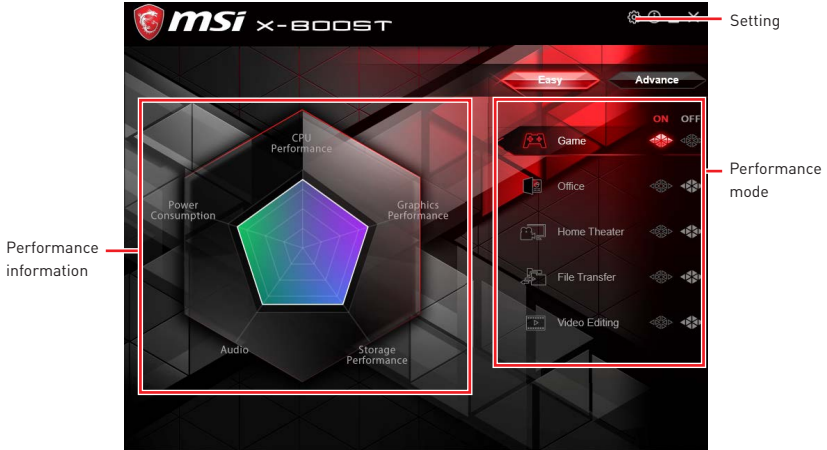 msi X-BOOST
Setting
Easy
Advance
ON OFF
Game
Office
Home Theater
File Transfer
Video Editing
Performance
mode
CPU
Performance
Power
Consumption
Graphics
Performance
Audio
Storage
Performance
Performance
information